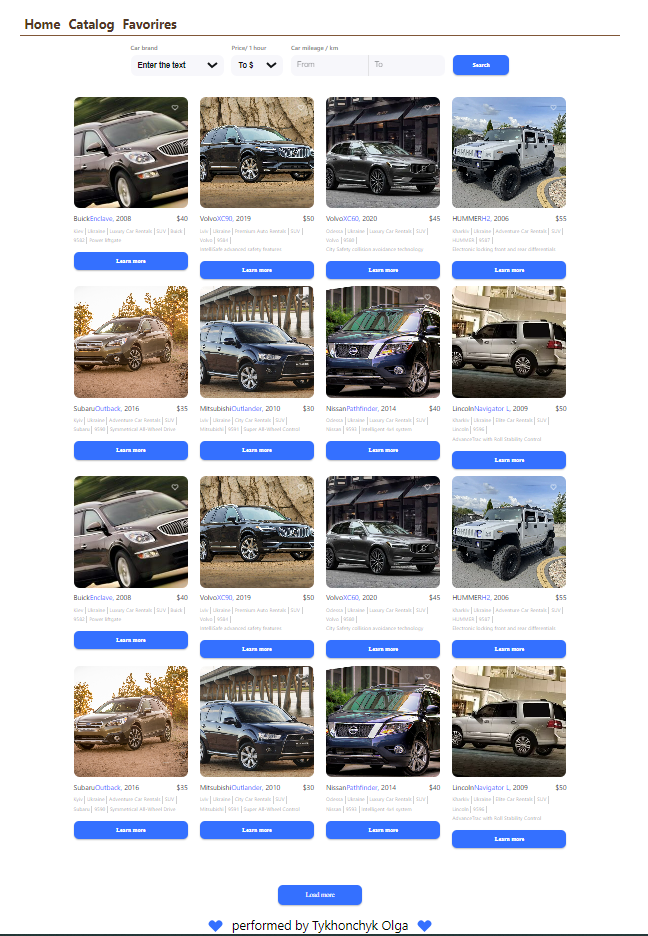 Home Catalog Favorires
Car brand Price/ 1 hour Car mileage / km
Enter the text To $ From To Search
BuickEnclave, 2008 $40
Kiev | Ukraine | Luxury Car Rentals | SUV | Buick |
9582 | Power liftgate
Learn more
VolvoXC90, 2019 $50
Lviv | Ukraine | Premium Auto Rentals | SUV |
Volvo | 9584 |
IntelliSafe advanced safety features
Learn more
VolvoXC60, 2020 $45
Odessa | Ukraine | Luxury Car Rentals | SUV |
Volvo | 9588 |
City Safety collision avoidance technology
Learn more
HUMMERH2, 2006 $55
Kharkiv | Ukraine | Adventure Car Rentals | SUV |
HUMMER | 9587 |
Electronic locking front and rear differentials
Learn more
SubaruOutback, 2016 $35
Kyiv | Ukraine | Adventure Car Rentals | SUV |
Subaru | 9589 | Symmetrical All-Wheel Drive
Learn more
MitsubishiOutlander, 2010 $30
Lviv | Ukraine | City Car Rentals | SUV |
Mitsubishi | 9591 | Super All-Wheel Control
Learn more
NissanPathfinder, 2014 $40
Odessa | Ukraine | Luxury Car Rentals | SUV |
Nissan | 9593 | Intelligent 4x4 system
Learn more
LincolnNavigator L, 2009 $50
Kharkiv | Ukraine | Elite Car Rentals | SUV |
Lincoln | 9596 |
AdvanceTrac with Roll Stability Control
Learn more
BuickEnclave, 2008 $40
Kiev | Ukraine | Luxury Car Rentals | SUV | Buick |
9582 | Power liftgate
Learn more
VolvoXC90, 2019 $50
Lviv | Ukraine | Premium Auto Rentals | SUV |
Volvo | 9584 |
IntelliSafe advanced safety features
Learn more
VolvoXC60, 2020 $45
Odessa | Ukraine | Luxury Car Rentals | SUV |
Volvo | 9588 |
City Safety collision avoidance technology
Learn more
HUMMERH2, 2006 $55
Kharkiv | Ukraine | Adventure Car Rentals | SUV |
HUMMER | 9587 |
Electronic locking front and rear differentials
Learn more
SubaruOutback, 2016 $35
Kyiv | Ukraine | Adventure Car Rentals | SUV |
Subaru | 9589 | Symmetrical All-Wheel Drive
Learn more
MitsubishiOutlander, 2010 $30
Lviv | Ukraine | City Car Rentals | SUV |
Mitsubishi | 9591 | Super All-Wheel Control
Learn more
NissanPathfinder, 2014 $40
Odessa | Ukraine | Luxury Car Rentals | SUV |
Nissan | 9593 | Intelligent 4x4 system
Learn more
LincolnNavigator L, 2009 $50
Kharkiv | Ukraine | Elite Car Rentals | SUV |
Lincoln | 9596 |
AdvanceTrac with Roll Stability Control
Learn more
Load more
performed by Tykhonchyk Olga